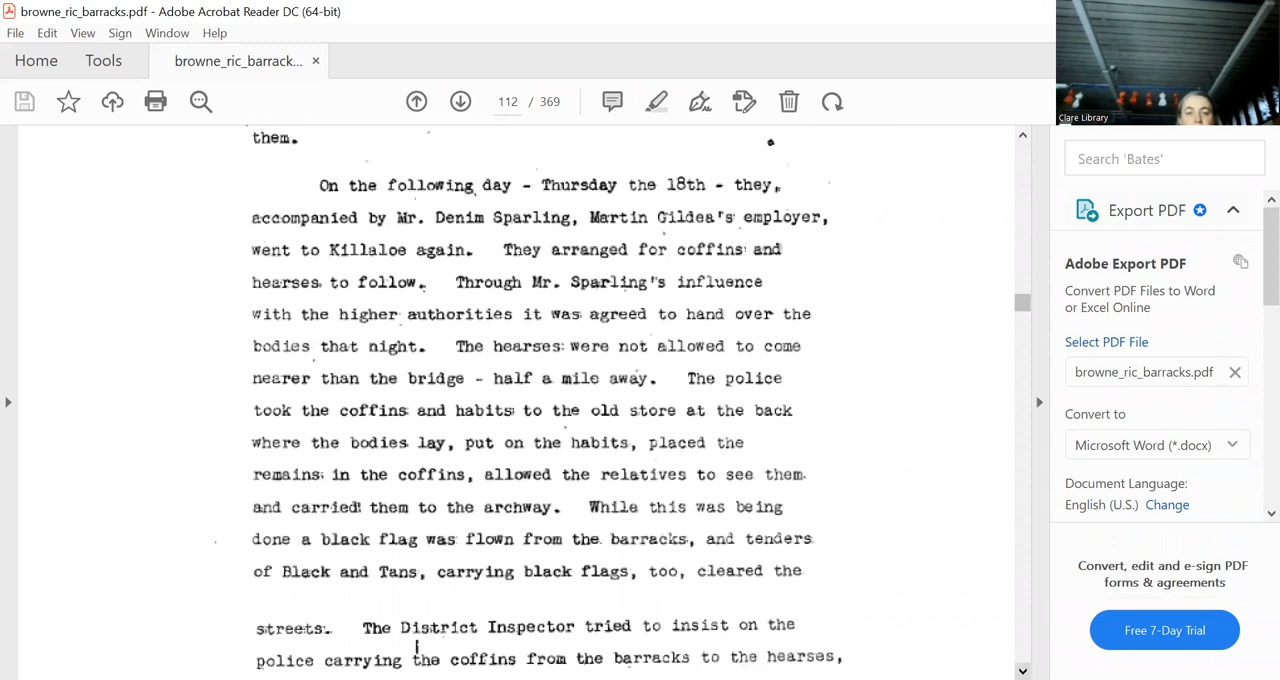 browne_ric_barracks.pdf - Adobe Acrobat Reader DC (64-bit)
File Edit View Sign Window Help
Home Tools browne_ric_barrack... ×
112 / 369
Clare Library
them.
On the following day - Thursday the 18th - they,
accompanied by Mr. Denim Sparling, Martin Gildea's employer,
went to Killaloe again. They arranged for coffins and
hearses to follow. Through Mr. Sparling's influence
with the higher authorities it was agreed to hand over the
bodies that night. The hearses were not allowed to come
nearer than the bridge - half a mile away. The police
took the coffins and habits to the old store at the back
where the bodies lay, put on the habits, placed the
remains in the coffins, allowed the relatives to see them
and carried them to the archway. While this was being
done a black flag was flown from the barracks, and tenders
of Black and Tans, carrying black flags, too, cleared the
streets. The District Inspector tried to insist on the
police carrying the coffins from the barracks to the hearses,
Search 'Bates'
Export PDF
Adobe Export PDF
Convert PDF Files to Word
or Excel Online
Select PDF File
browne_ric_barracks.pdf
Convert to
Microsoft Word (*.docx)
Document Language:
English (U.S.) Change
Convert, edit and e-sign PDF
forms & agreements
Free 7-Day Trial